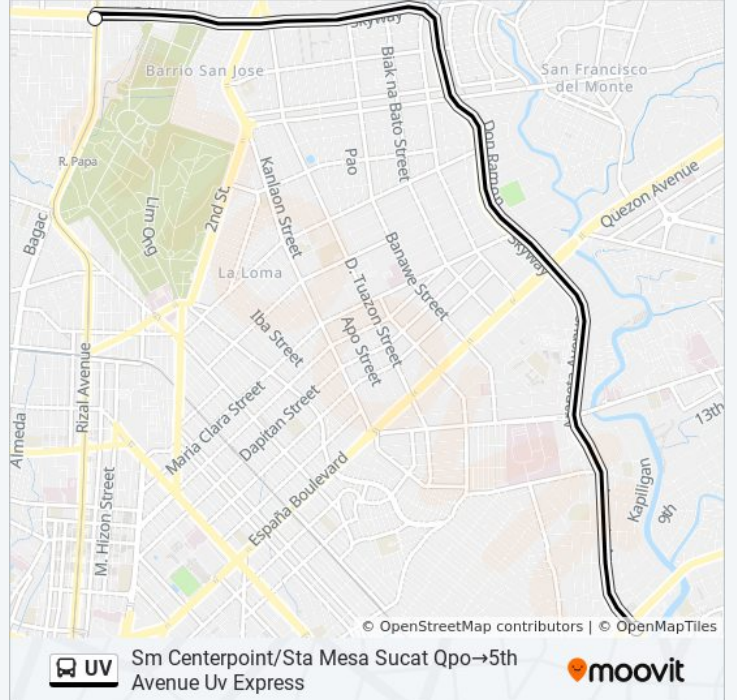 Skyway
Barrio San Jose
San Francisco
del Monte
Biak na Bato Street
Don Ramon
R. Papa
Pao
Kanlaon Street
Quezon Avenue
2nd St.
Lim Ong
Bagac
Banawe Street
Skyway
La Loma
D. Tuazon Street
Iba Street
Apo Street
Rizal Avenue
Araneta Avenue
Maria Clara Street
Dapitan Street
13th
Almeda
España Boulevard
M. Hizon Street
Kapiligan
9th
© OpenStreetMap contributors | © OpenMapTiles
UV
Sm Centerpoint/Sta Mesa Sucat Qpo→5th
Avenue Uv Express
moovit